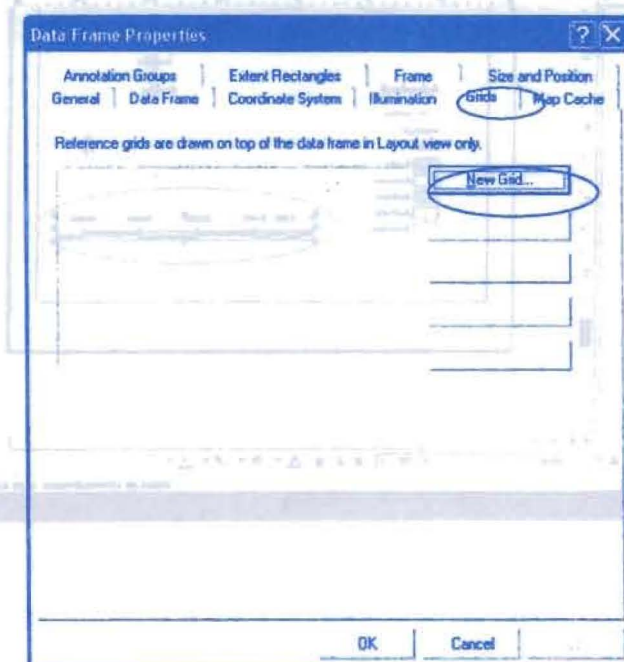 Data Frame Properties
Annotation Groups Extent Rectangles Frame Size and Position
General Data Frame Coordinate System Illumination Grids Map Cache
Reference grids are drawn on top of the data frame in Layout view only.
New Grid...
OK Cancel